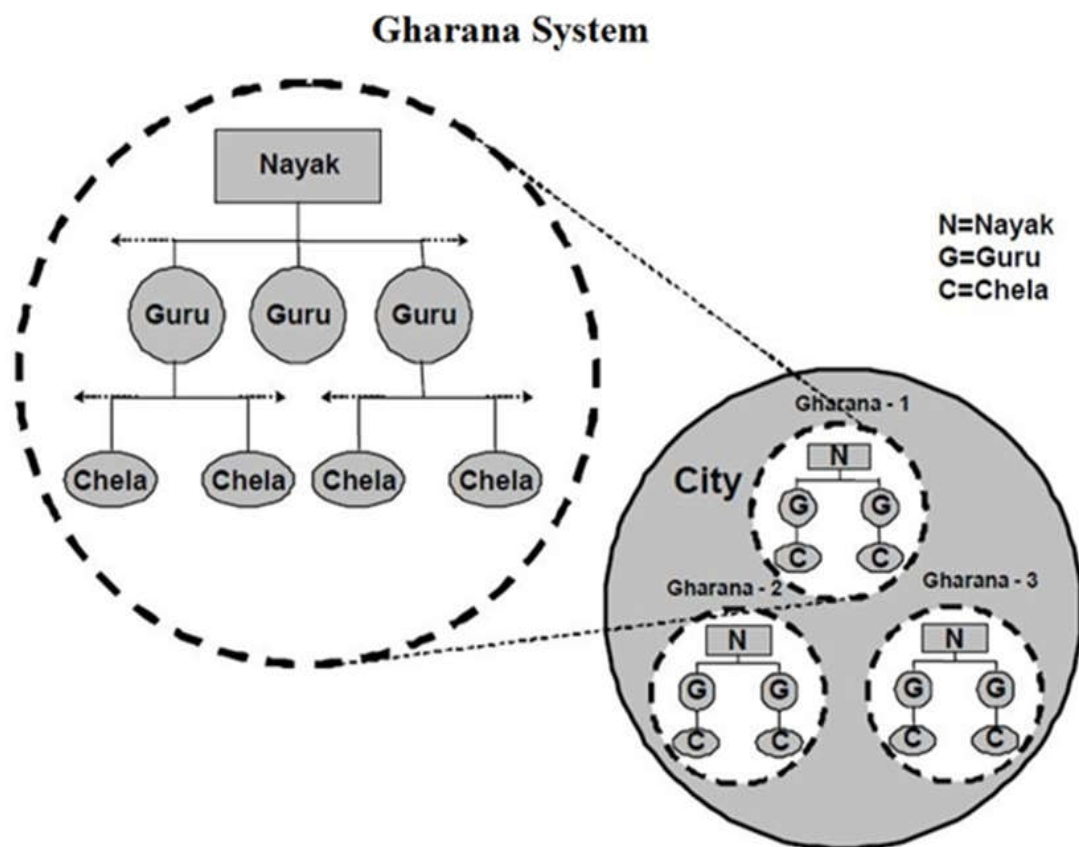 Gharana System
Nayak
Guru Guru Guru
Chela Chela Chela Chela
N=Nayak
G=Guru
C=Chela
City
Gharana - 1
N
G G
C C
Gharana - 2
N
G G
C C
Gharana - 3
N
G G
C C